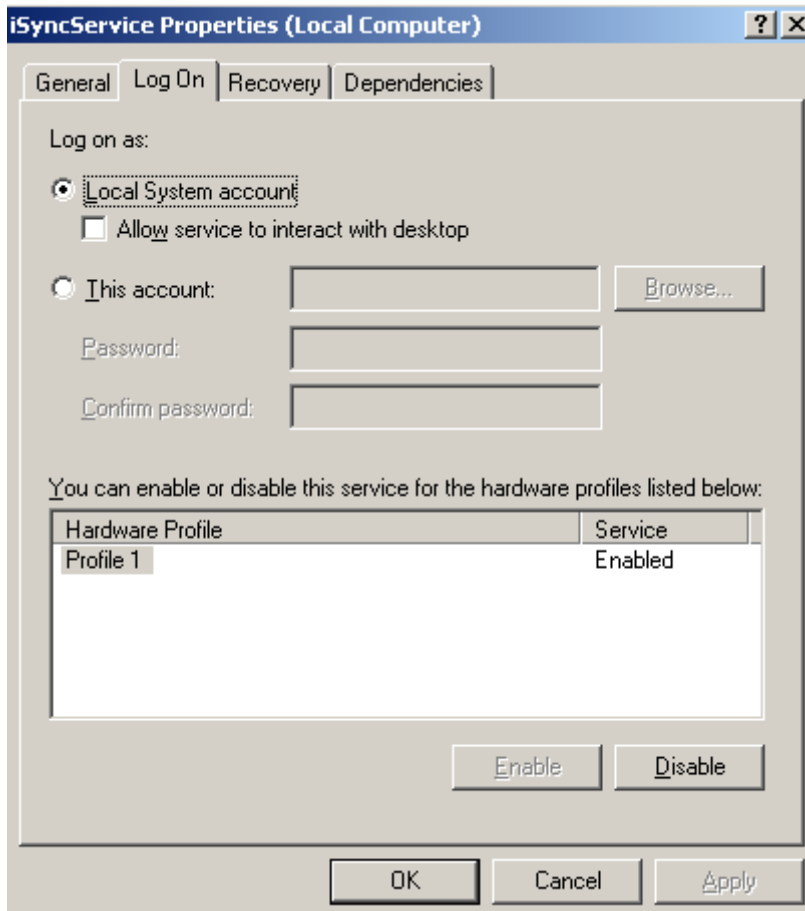 iSyncService Properties (Local Computer)
General Log On Recovery Dependencies
Log on as:
Local System account
Allow service to interact with desktop
This account:
Browse...
Password:
Confirm password:
You can enable or disable this service for the hardware profiles listed below:
Hardware Profile Service
Profile 1 Enabled
Enable Disable
OK Cancel Apply